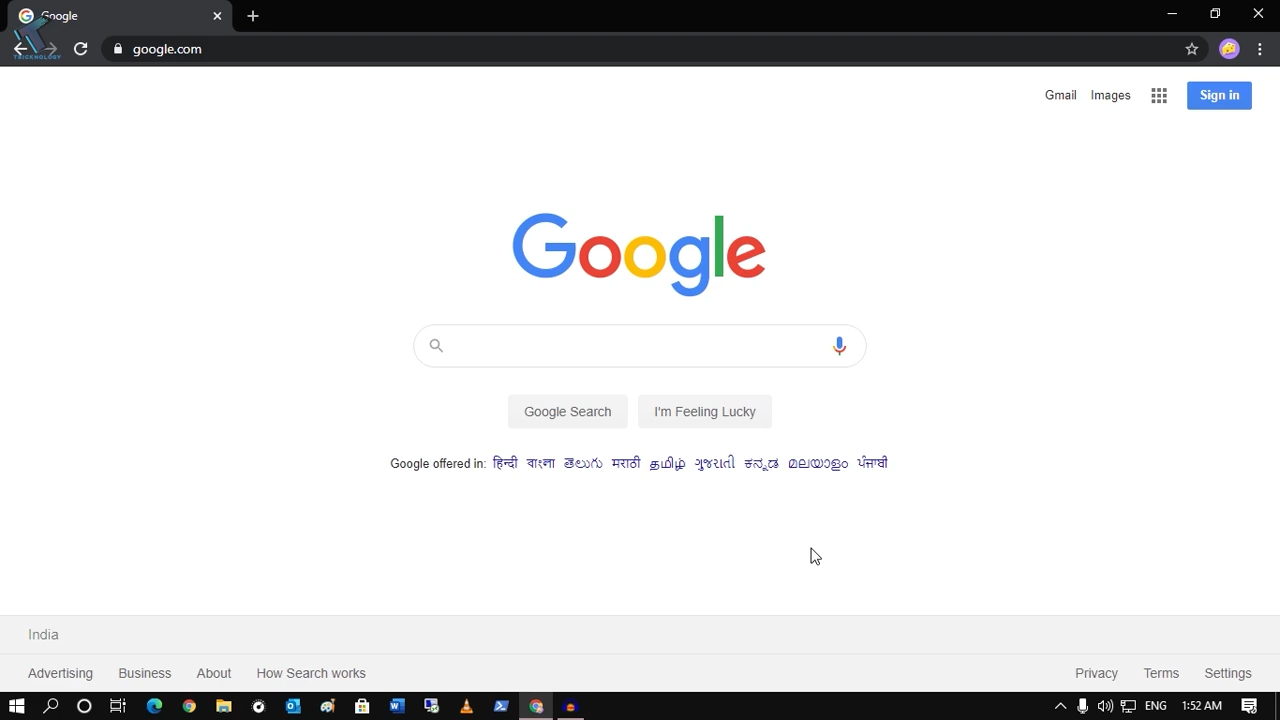 Google
TRICKNOLOGY
google.com
Gmail Images Sign in
Google
Google Search I'm Feeling Lucky
Google offered in: हिन्दी বাংলা తెలుగు मराठी தமிழ் ગુજરાતી ಕನ್ನಡ മലയാളം ਪੰਜਾਬੀ
India
Advertising Business About How Search works Privacy Terms Settings
ENG 1:52 AM